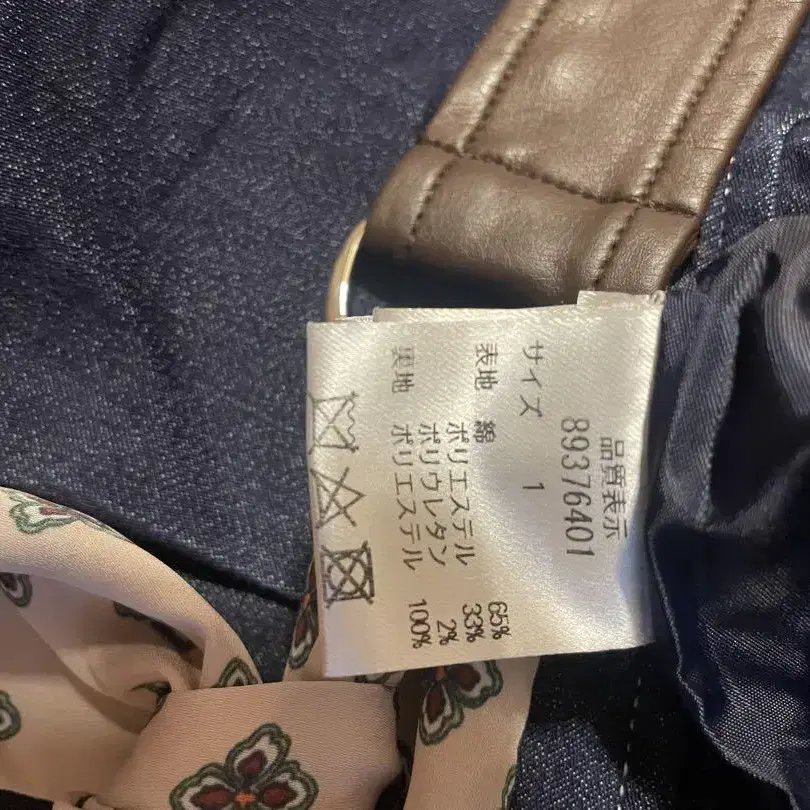 品質表示
89376401
サイズ 1
表地 綿 65%
ポリエステル 33%
ポリウレタン 2%
裏地 ポリエステル 100%